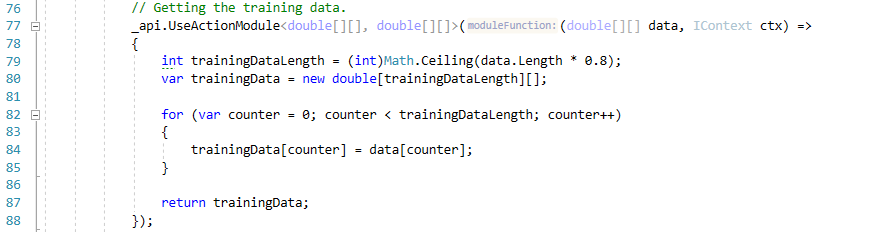 76 // Getting the training data.
77 _api.UseActionModule<double[][], double[][]>(moduleFunction: (double[][] data, IContext ctx) =>
78 {
79 int trainingDataLength = (int)Math.Ceiling(data.Length * 0.8);
80 var trainingData = new double[trainingDataLength][];
81
82 for (var counter = 0; counter < trainingDataLength; counter++)
83 {
84 trainingData[counter] = data[counter];
85 }
86
87 return trainingData;
88 });